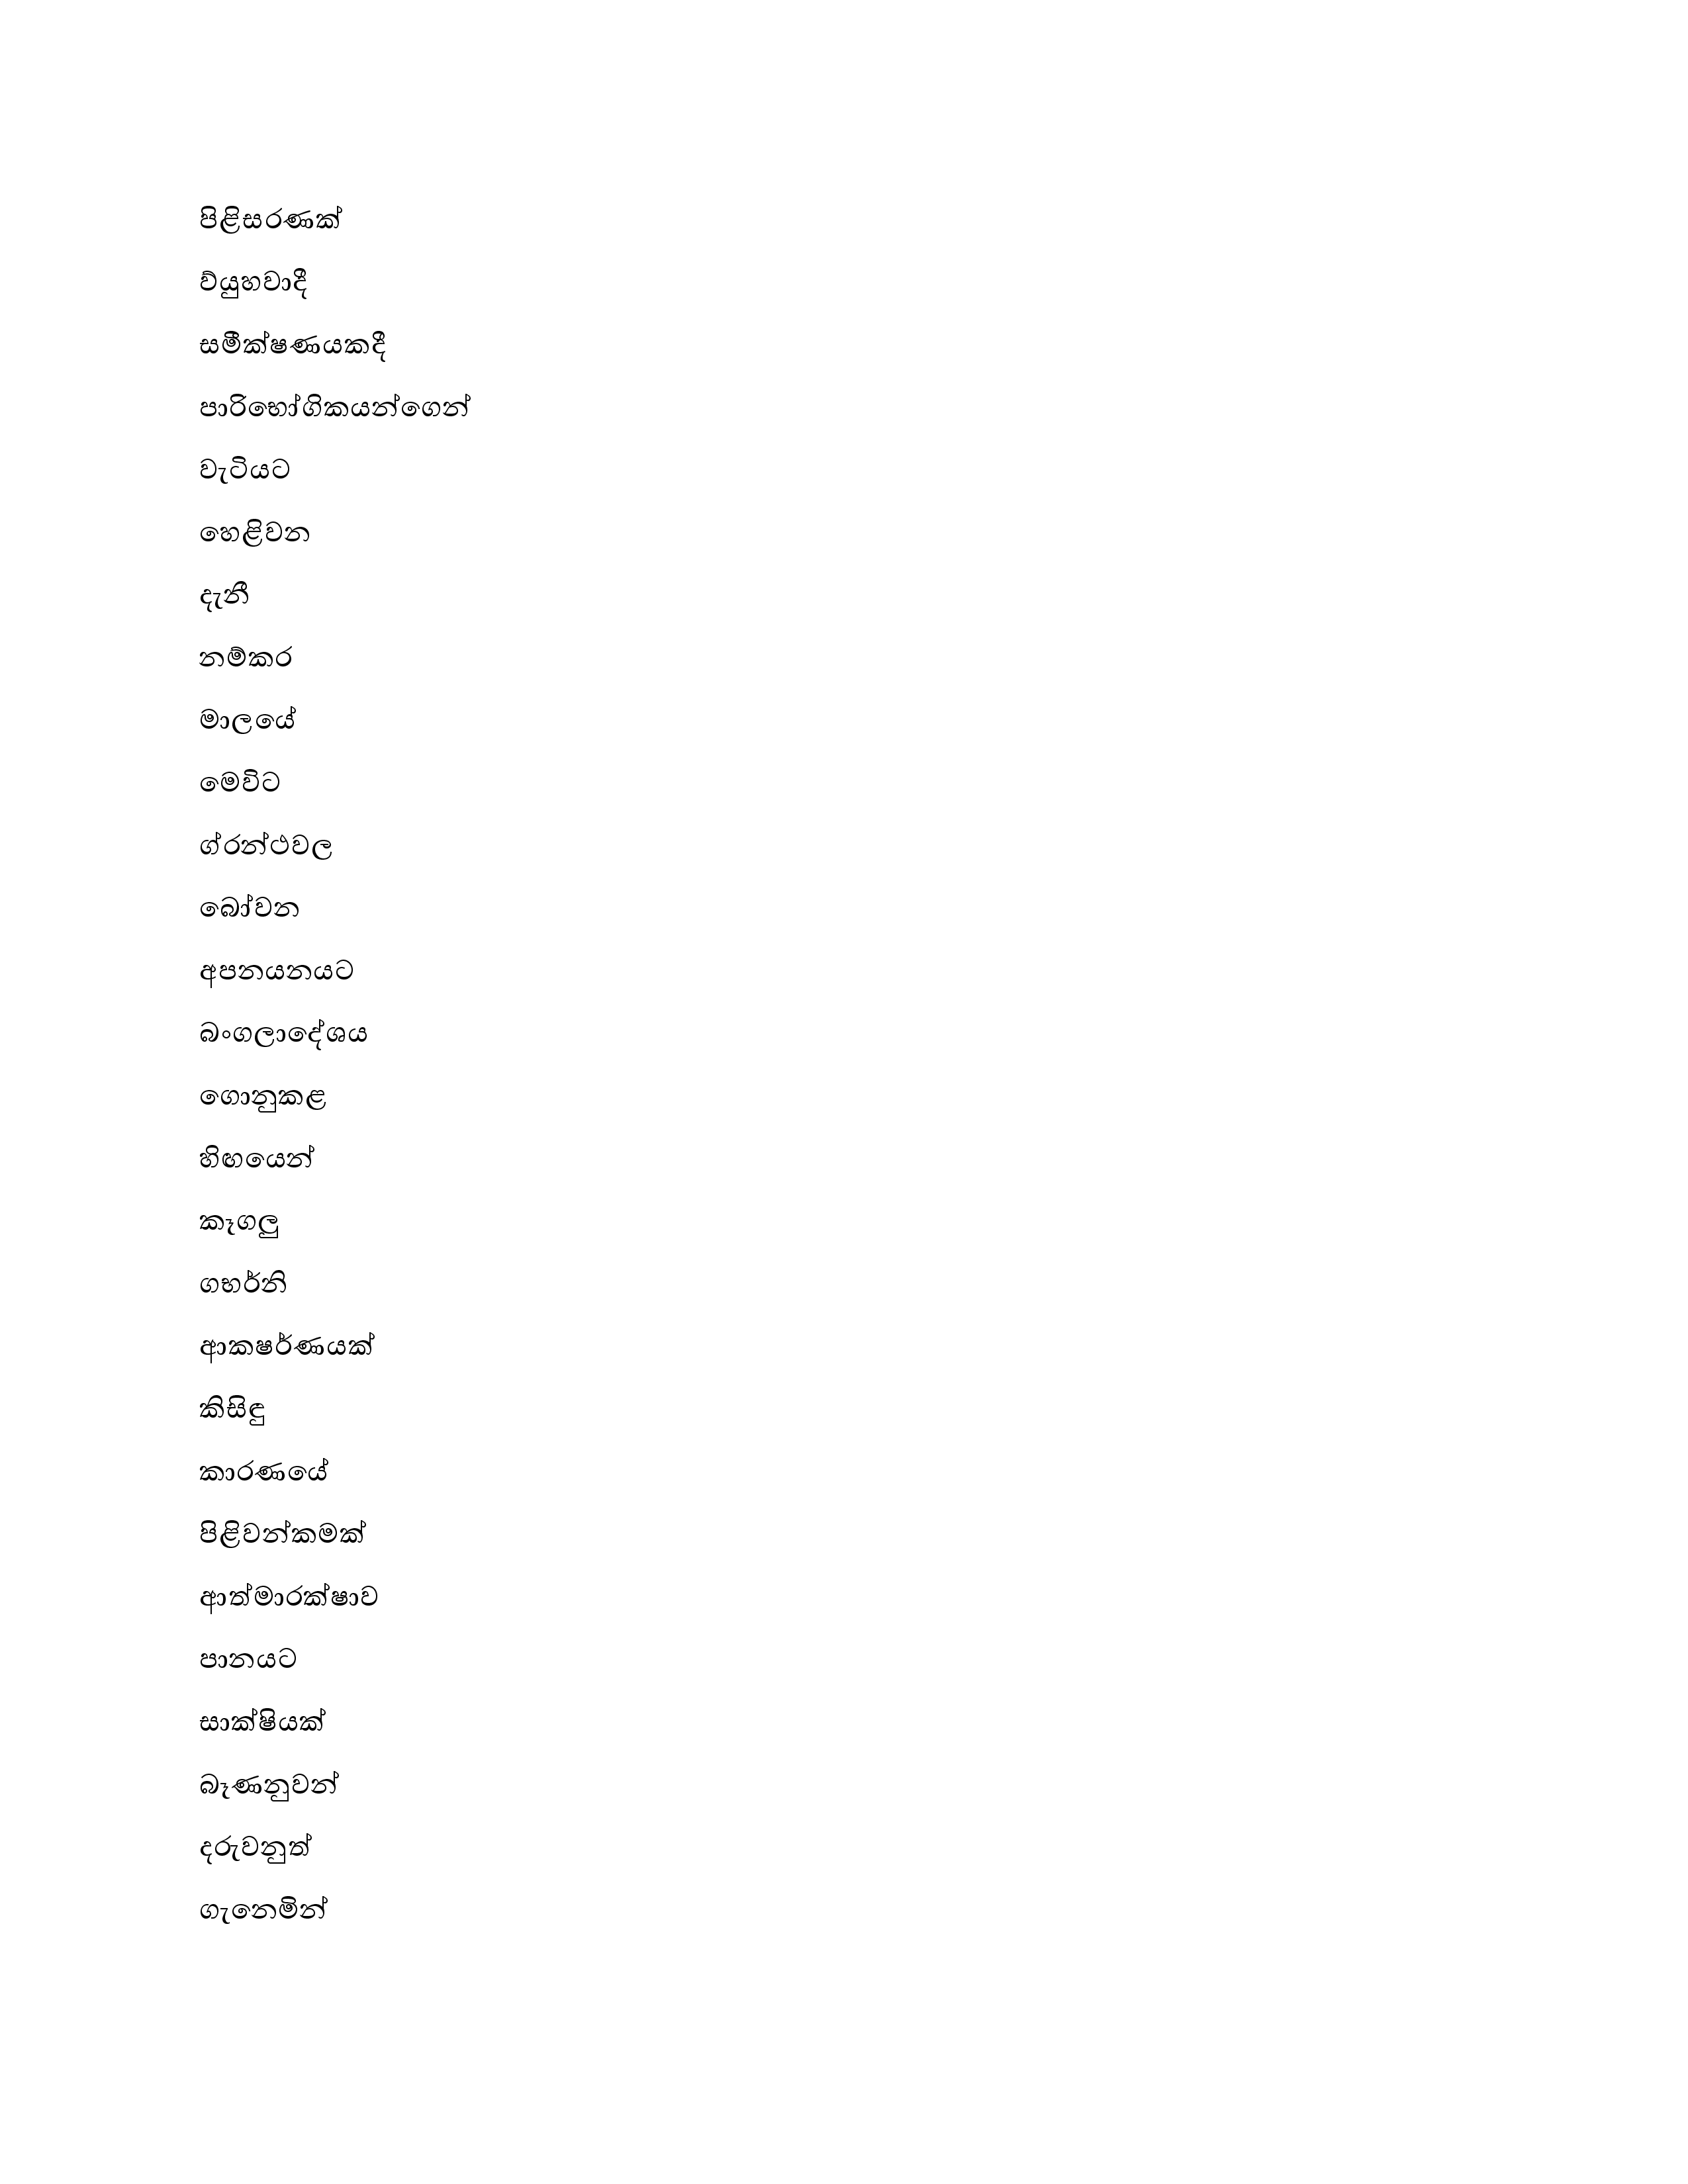 පිළිසරණක්
ව්යුහවාදී
සමීක්ෂණයකදී
පාරිභෝගිකයන්ගෙන්
වැටියට
හෙළිවන
දැනී
නම්කර
මාලයේ
මෙවිට
ග්රන්ථවල
බෝවන
අපනයනයට
බංගලාදේශය
ගොනුකළ
හිඟයෙන්
කෑගලු
ගභර්නි
ආකෂර්ණයක්
කිසිඳු
කාරණයේ
පිළිවන්කමක්
ආත්මාරක්ෂාව
පානයට
සාක්ෂියක්
බෑණනුවන්
දරුවනුත්
ගැනෙමින්